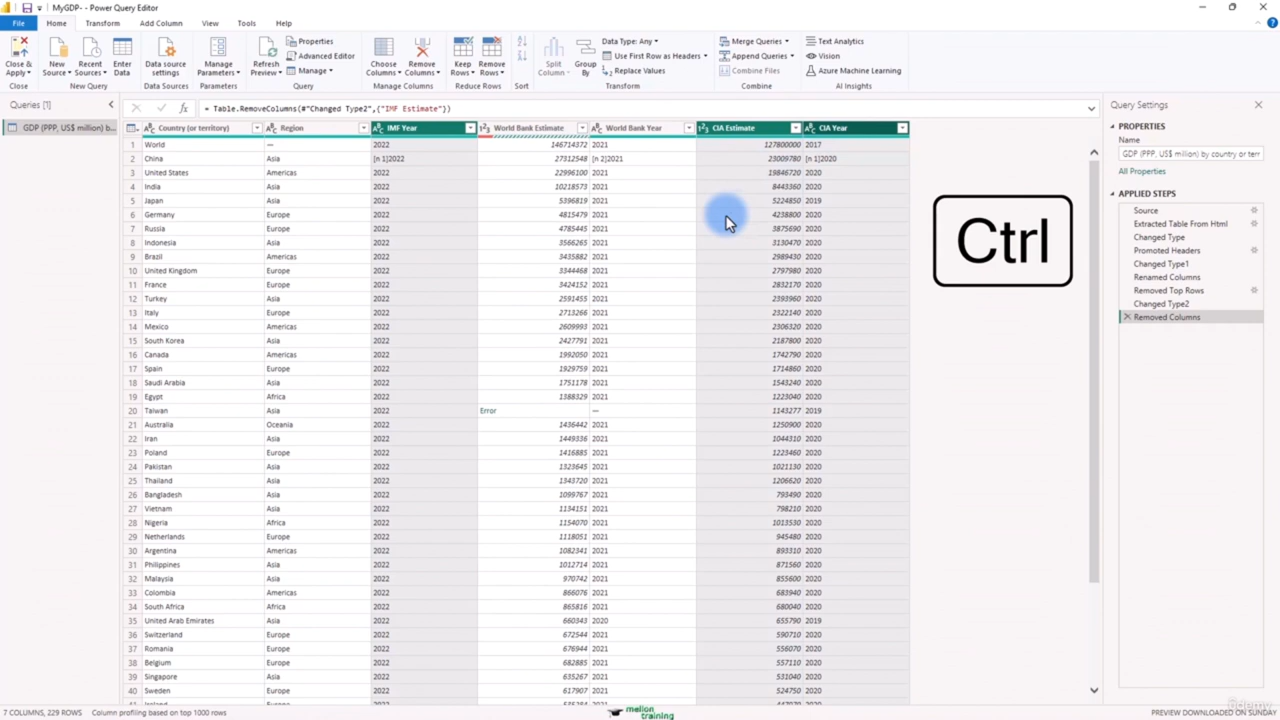 MyGDP- - Power Query Editor
File Home Transform Add Column View Tools Help
Close & Apply New Source Recent Sources Enter Data Data source settings Manage Parameters Refresh Preview Properties Advanced Editor Manage Choose Columns Remove Columns Keep Rows Remove Rows Split Column Group By Data Type: Any Use First Row as Headers Replace Values Merge Queries Append Queries Combine Files Text Analytics Vision Azure Machine Learning
Close New Query Data Sources Parameters Query Manage Columns Reduce Rows Sort Transform Combine AI Insights
Queries [1]
GDP (PPP, US$ million) b...
= Table.RemoveColumns(#"Changed Type2",{"IMF Estimate"})
Country (or territory) Region IMF Year World Bank Estimate World Bank Year CIA Estimate CIA Year
1 World — 2022 146714372 2021 127800000 2017
2 China Asia [n 1]2022 27312548 [n 2]2021 23009780 [n 1]2020
3 United States Americas 2022 22996100 2021 19846720 2020
4 India Asia 2022 10218573 2021 8443360 2020
5 Japan Asia 2022 5396819 2021 5224850 2019
6 Germany Europe 2022 4815479 2021 4238800 2020
7 Russia Europe 2022 4785445 2021 3875690 2020
8 Indonesia Asia 2022 3566265 2021 3130470 2020
9 Brazil Americas 2022 3435882 2021 2989430 2020
10 United Kingdom Europe 2022 3344468 2021 2797980 2020
11 France Europe 2022 3424152 2021 2832170 2020
12 Turkey Asia 2022 2591455 2021 2393960 2020
13 Italy Europe 2022 2713266 2021 2322140 2020
14 Mexico Americas 2022 2609993 2021 2306320 2020
15 South Korea Asia 2022 2427791 2021 2187800 2020
16 Canada Americas 2022 1992050 2021 1742790 2020
17 Spain Europe 2022 1929759 2021 1714860 2020
18 Saudi Arabia Asia 2022 1751178 2021 1543240 2020
19 Egypt Africa 2022 1388329 2021 1223040 2020
20 Taiwan Asia 2022 Error — 1143277 2019
21 Australia Oceania 2022 1436442 2021 1250900 2020
22 Iran Asia 2022 1449336 2021 1044310 2020
23 Poland Europe 2022 1416885 2021 1223460 2020
24 Pakistan Asia 2022 1323645 2021 1021130 2020
25 Thailand Asia 2022 1343720 2021 1206620 2020
26 Bangladesh Asia 2022 1099767 2021 793490 2020
27 Vietnam Asia 2022 1134151 2021 798210 2020
28 Nigeria Africa 2022 1154070 2021 1013530 2020
29 Netherlands Europe 2022 1118051 2021 945480 2020
30 Argentina Americas 2022 1082341 2021 893310 2020
31 Philippines Asia 2022 1012714 2021 871560 2020
32 Malaysia Asia 2022 970742 2021 855600 2020
33 Colombia Americas 2022 866076 2021 683940 2020
34 South Africa Africa 2022 865816 2021 680040 2020
35 United Arab Emirates Asia 2022 660343 2020 655790 2019
36 Switzerland Europe 2022 672544 2021 590710 2020
37 Romania Europe 2022 676944 2021 556070 2020
38 Belgium Europe 2022 682885 2021 557110 2020
39 Singapore Asia 2022 635267 2021 531040 2020
40 Sweden Europe 2022 617907 2021 524750 2020
Ctrl
Query Settings
PROPERTIES
Name
GDP (PPP, US$ million) by country or terr
All Properties
APPLIED STEPS
Source
Extracted Table From Html
Changed Type
Promoted Headers
Changed Type1
Renamed Columns
Removed Top Rows
Changed Type2
Removed Columns
7 COLUMNS, 229 ROWS Column profiling based on top 1000 rows
melion training
udemy
PREVIEW DOWNLOADED ON SUNDAY